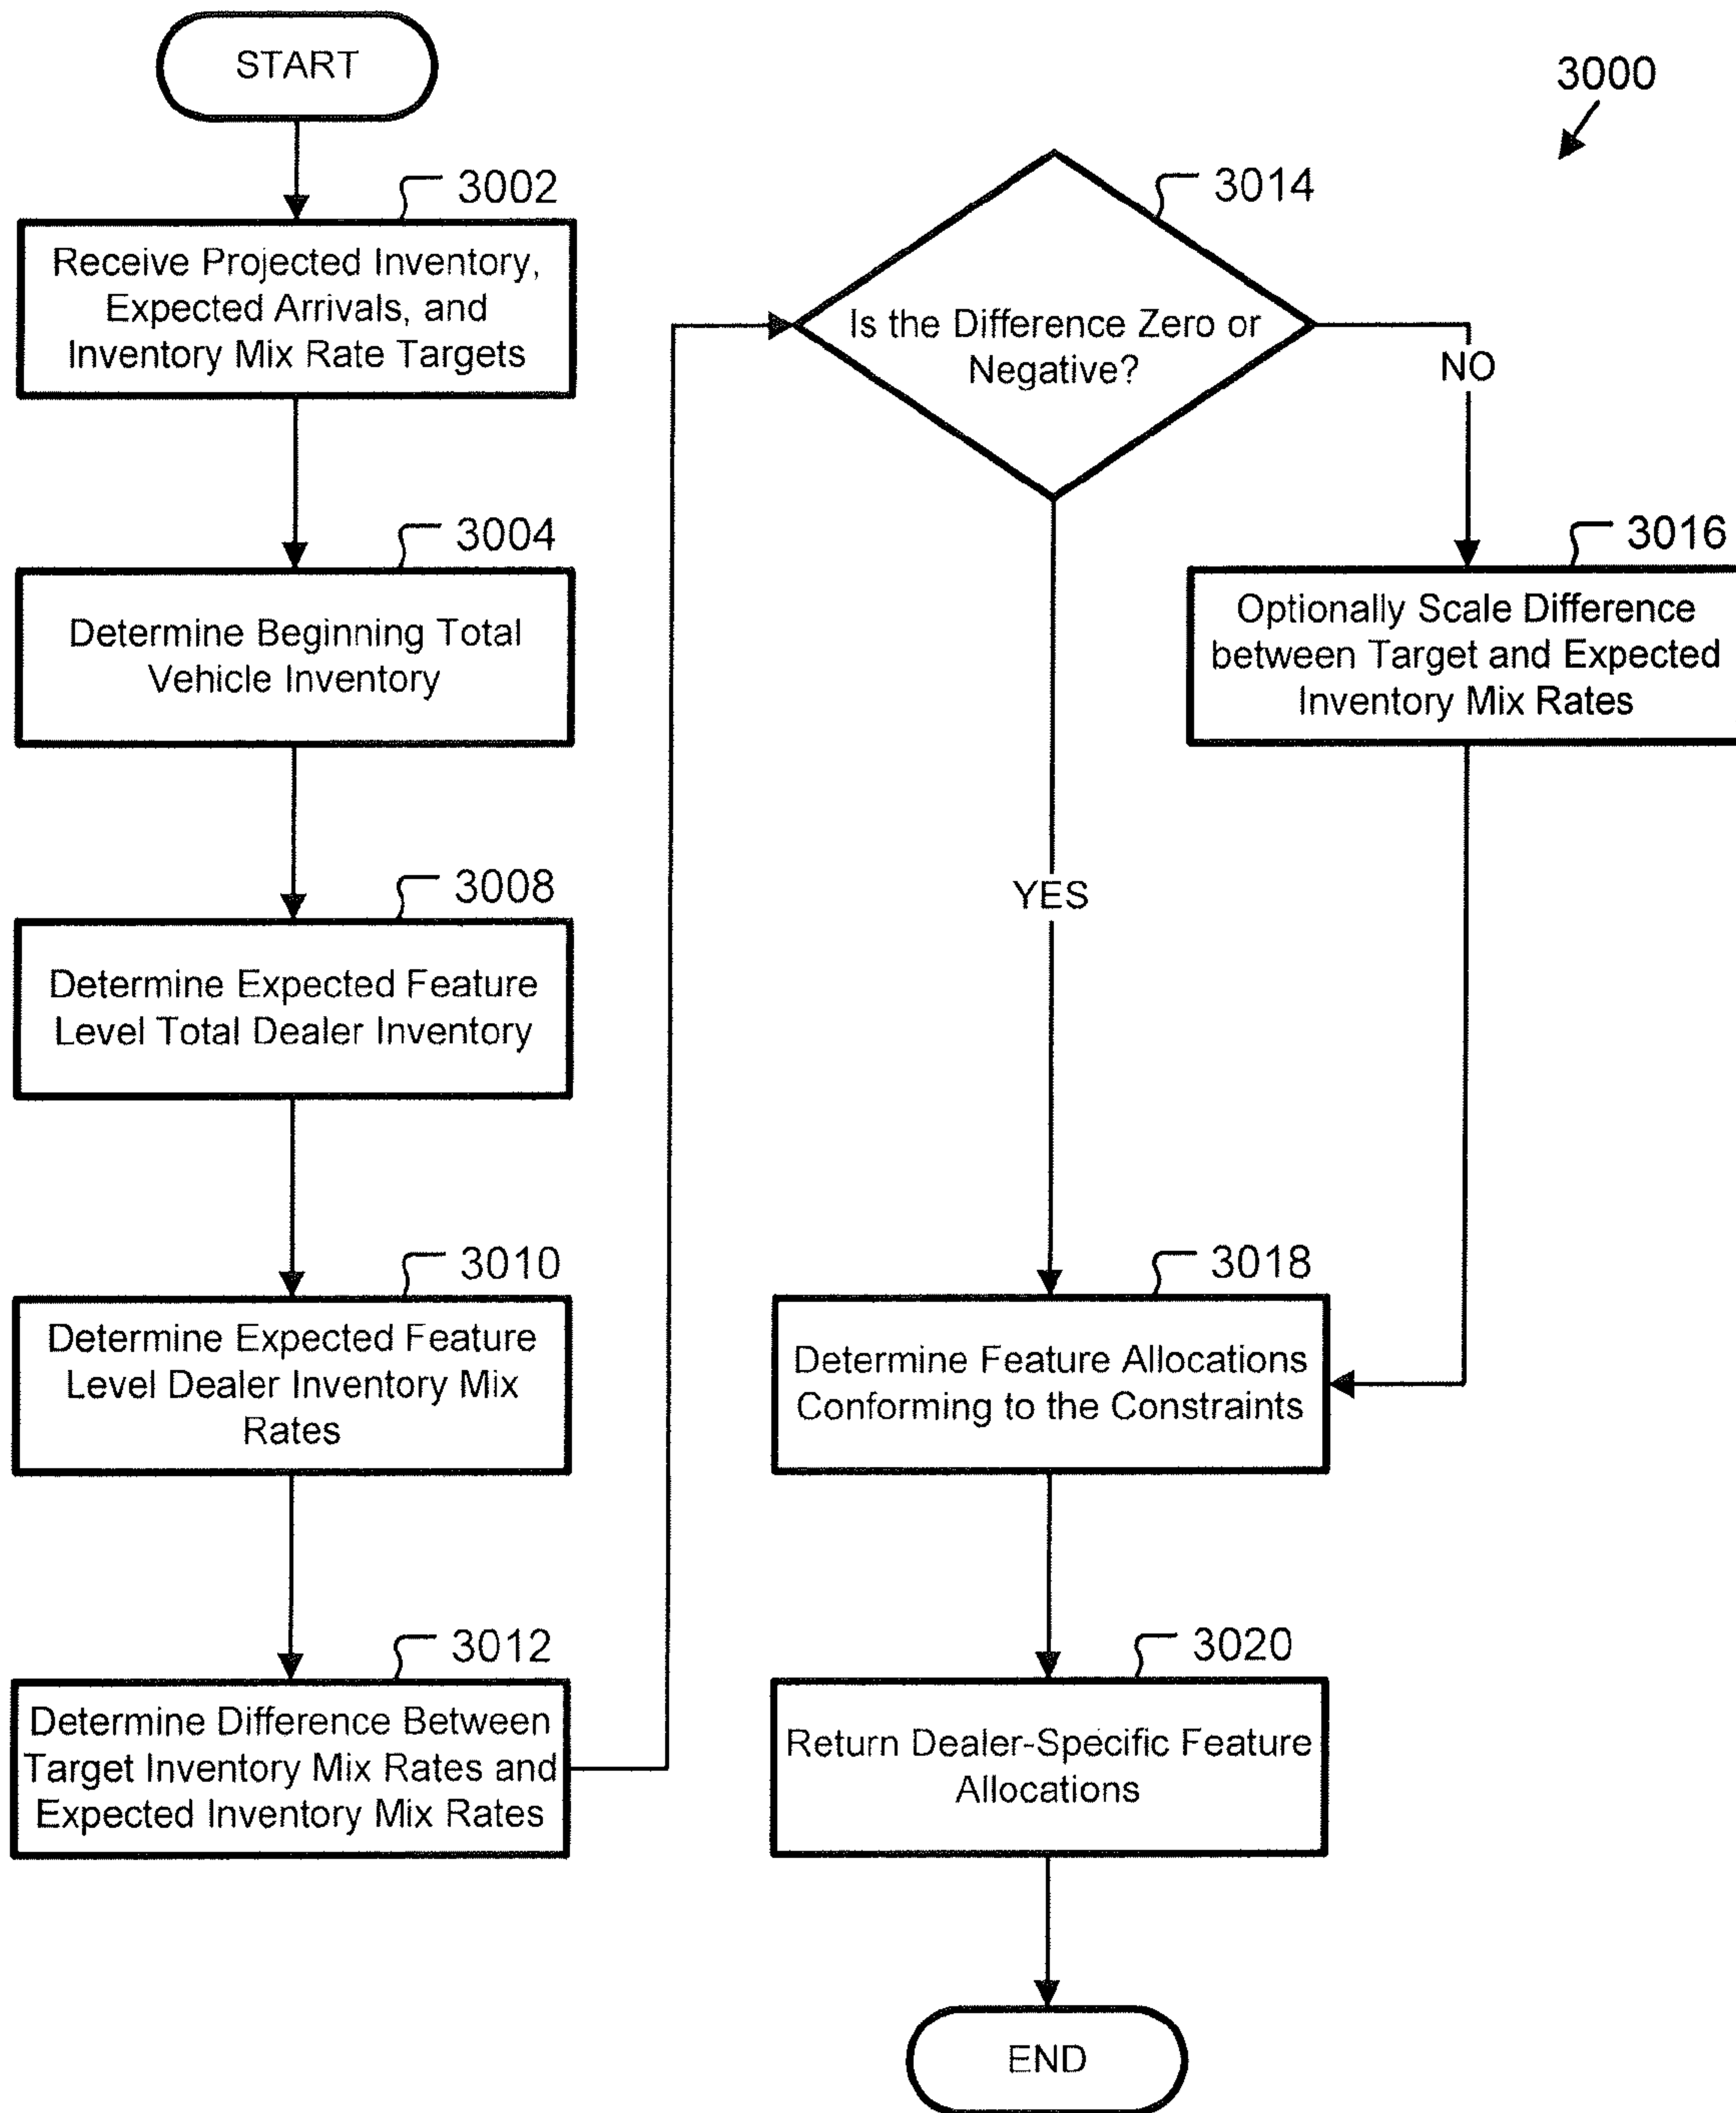 START
3000
3002
Receive Projected Inventory,
Expected Arrivals, and
Inventory Mix Rate Targets
3004
Determine Beginning Total
Vehicle Inventory
3008
Determine Expected Feature
Level Total Dealer Inventory
3010
Determine Expected Feature
Level Dealer Inventory Mix
Rates
3012
Determine Difference Between
Target Inventory Mix Rates and
Expected Inventory Mix Rates
3014
Is the Difference Zero or
Negative?
NO
YES
3016
Optionally Scale Difference
between Target and Expected
Inventory Mix Rates
3018
Determine Feature Allocations
Conforming to the Constraints
3020
Return Dealer-Specific Feature
Allocations
END